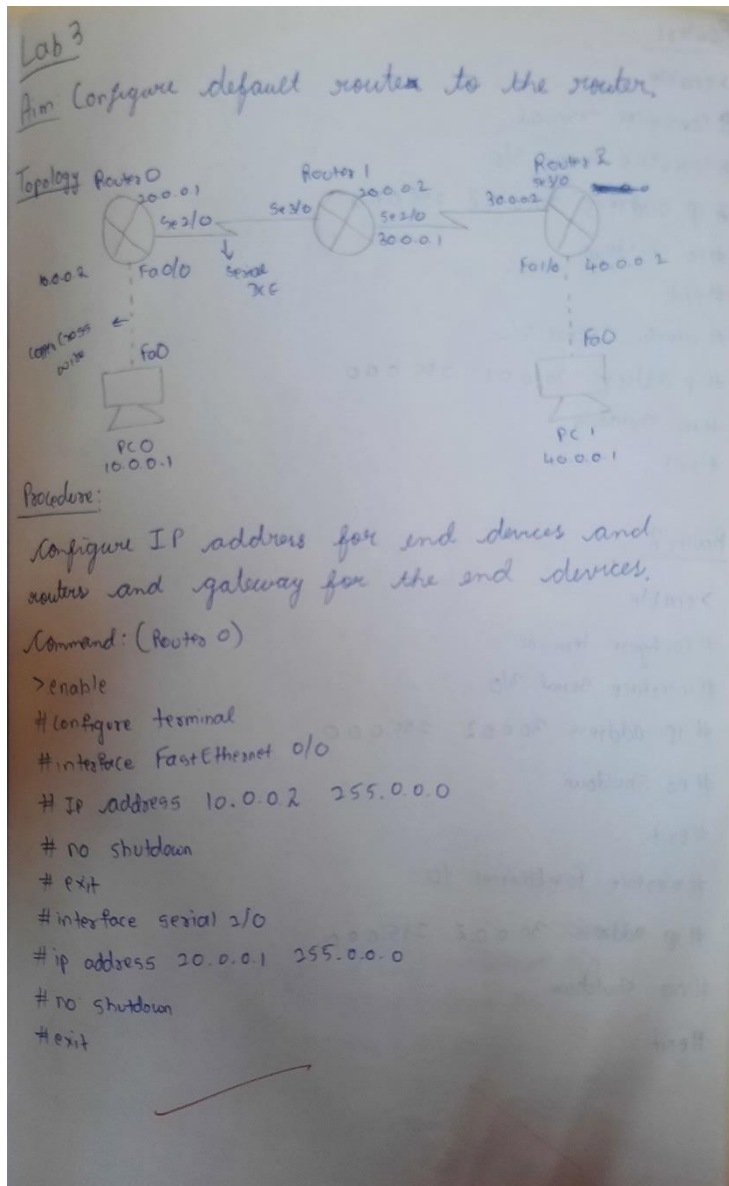 Lab 3
Aim Configure default route to the router.
Topology
Router 0
Router 1
Router 2
20.0.0.1
20.0.0.2
30.0.0.2
Se3/0
Se2/0
Se3/0
Se2/0
30.0.0.1
10.0.0.2
Fa0/0
Serial
DCE
Fa1/0
40.0.0.2
Cross
wire
Fa0
Fa0
PC0
10.0.0.1
PC 1
40.0.0.1
Procedure:
Configure IP address for end devices and
routers and gateway for the end devices.
Command: (Router 0)
>enable
#configure terminal
#interface FastEthernet 0/0
# Ip address 10.0.0.2 255.0.0.0
# no shutdown
# exit
#interface serial 2/0
#ip address 20.0.0.1 255.0.0.0
#no shutdown
#exit